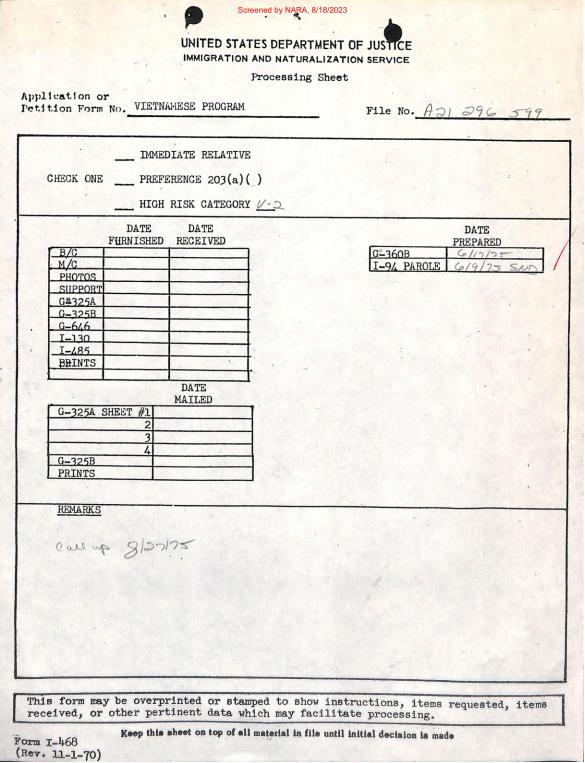 Screened by NARA, 8/18/2023
UNITED STATES DEPARTMENT OF JUSTICE
IMMIGRATION AND NATURALIZATION SERVICE
Processing Sheet
Application or
Petition Form No. VIETNAMESE PROGRAM
File No. A21 296 599
___ IMMEDIATE RELATIVE
CHECK ONE ___ PREFERENCE 203(a)( )
___ HIGH RISK CATEGORY V-2
DATE FURNISHED DATE RECEIVED
B/C
M/C
PHOTOS
SUPPORT
G#325A
G-325B
G-646
I-130
I-485
PRINTS
DATE PREPARED
G-360B 6/17/75
I-94 PAROLE 6/9/75 SND
DATE
MAILED
G-325A SHEET #1
2
3
4
G-325B
PRINTS
REMARKS
Call up 8/27/75
This form may be overprinted or stamped to show instructions, items requested, items
received, or other pertinent data which may facilitate processing.
Keep this sheet on top of all material in file until initial decision is made
Form I-468
(Rev. 11-1-70)